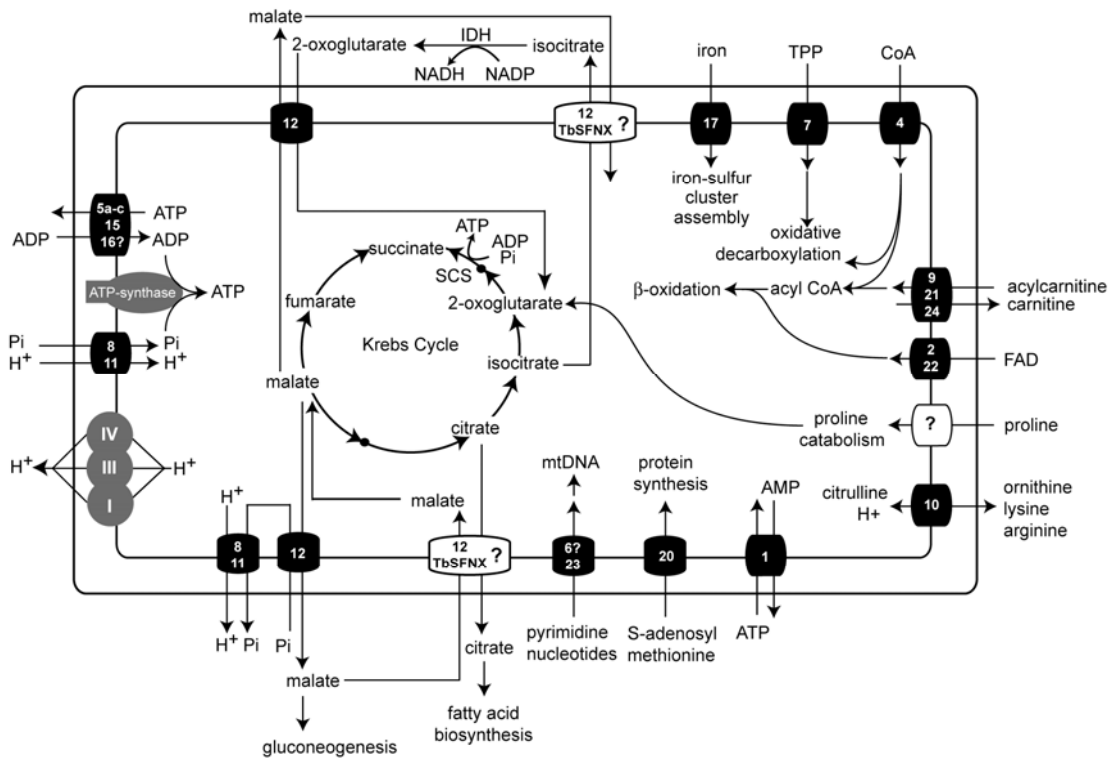 malate
2-oxoglutarate
IDH
isocitrate
NADH
NADP
iron
TPP
CoA
12
12
TbSFNX
?
17
7
4
iron-sulfur
cluster
assembly
oxidative
decarboxylation
5a-c
15
16?
ATP
ADP
ADP
ATP-synthase
ATP
Pi
H+
8
11
Pi
H+
ATP
ADP
Pi
succinate
SCS
fumarate
2-oxoglutarate
Krebs Cycle
isocitrate
malate
citrate
β-oxidation
acyl CoA
9
21
24
acylcarnitine
carnitine
2
22
FAD
proline
catabolism
?
proline
IV
III
I
H+
H+
mtDNA
protein
synthesis
AMP
citrulline
H+
10
ornithine
lysine
arginine
H+
malate
8
11
12
12
TbSFNX
?
6?
23
20
1
H+
Pi
Pi
citrate
pyrimidine
nucleotides
S-adenosyl
methionine
ATP
malate
fatty acid
biosynthesis
gluconeogenesis